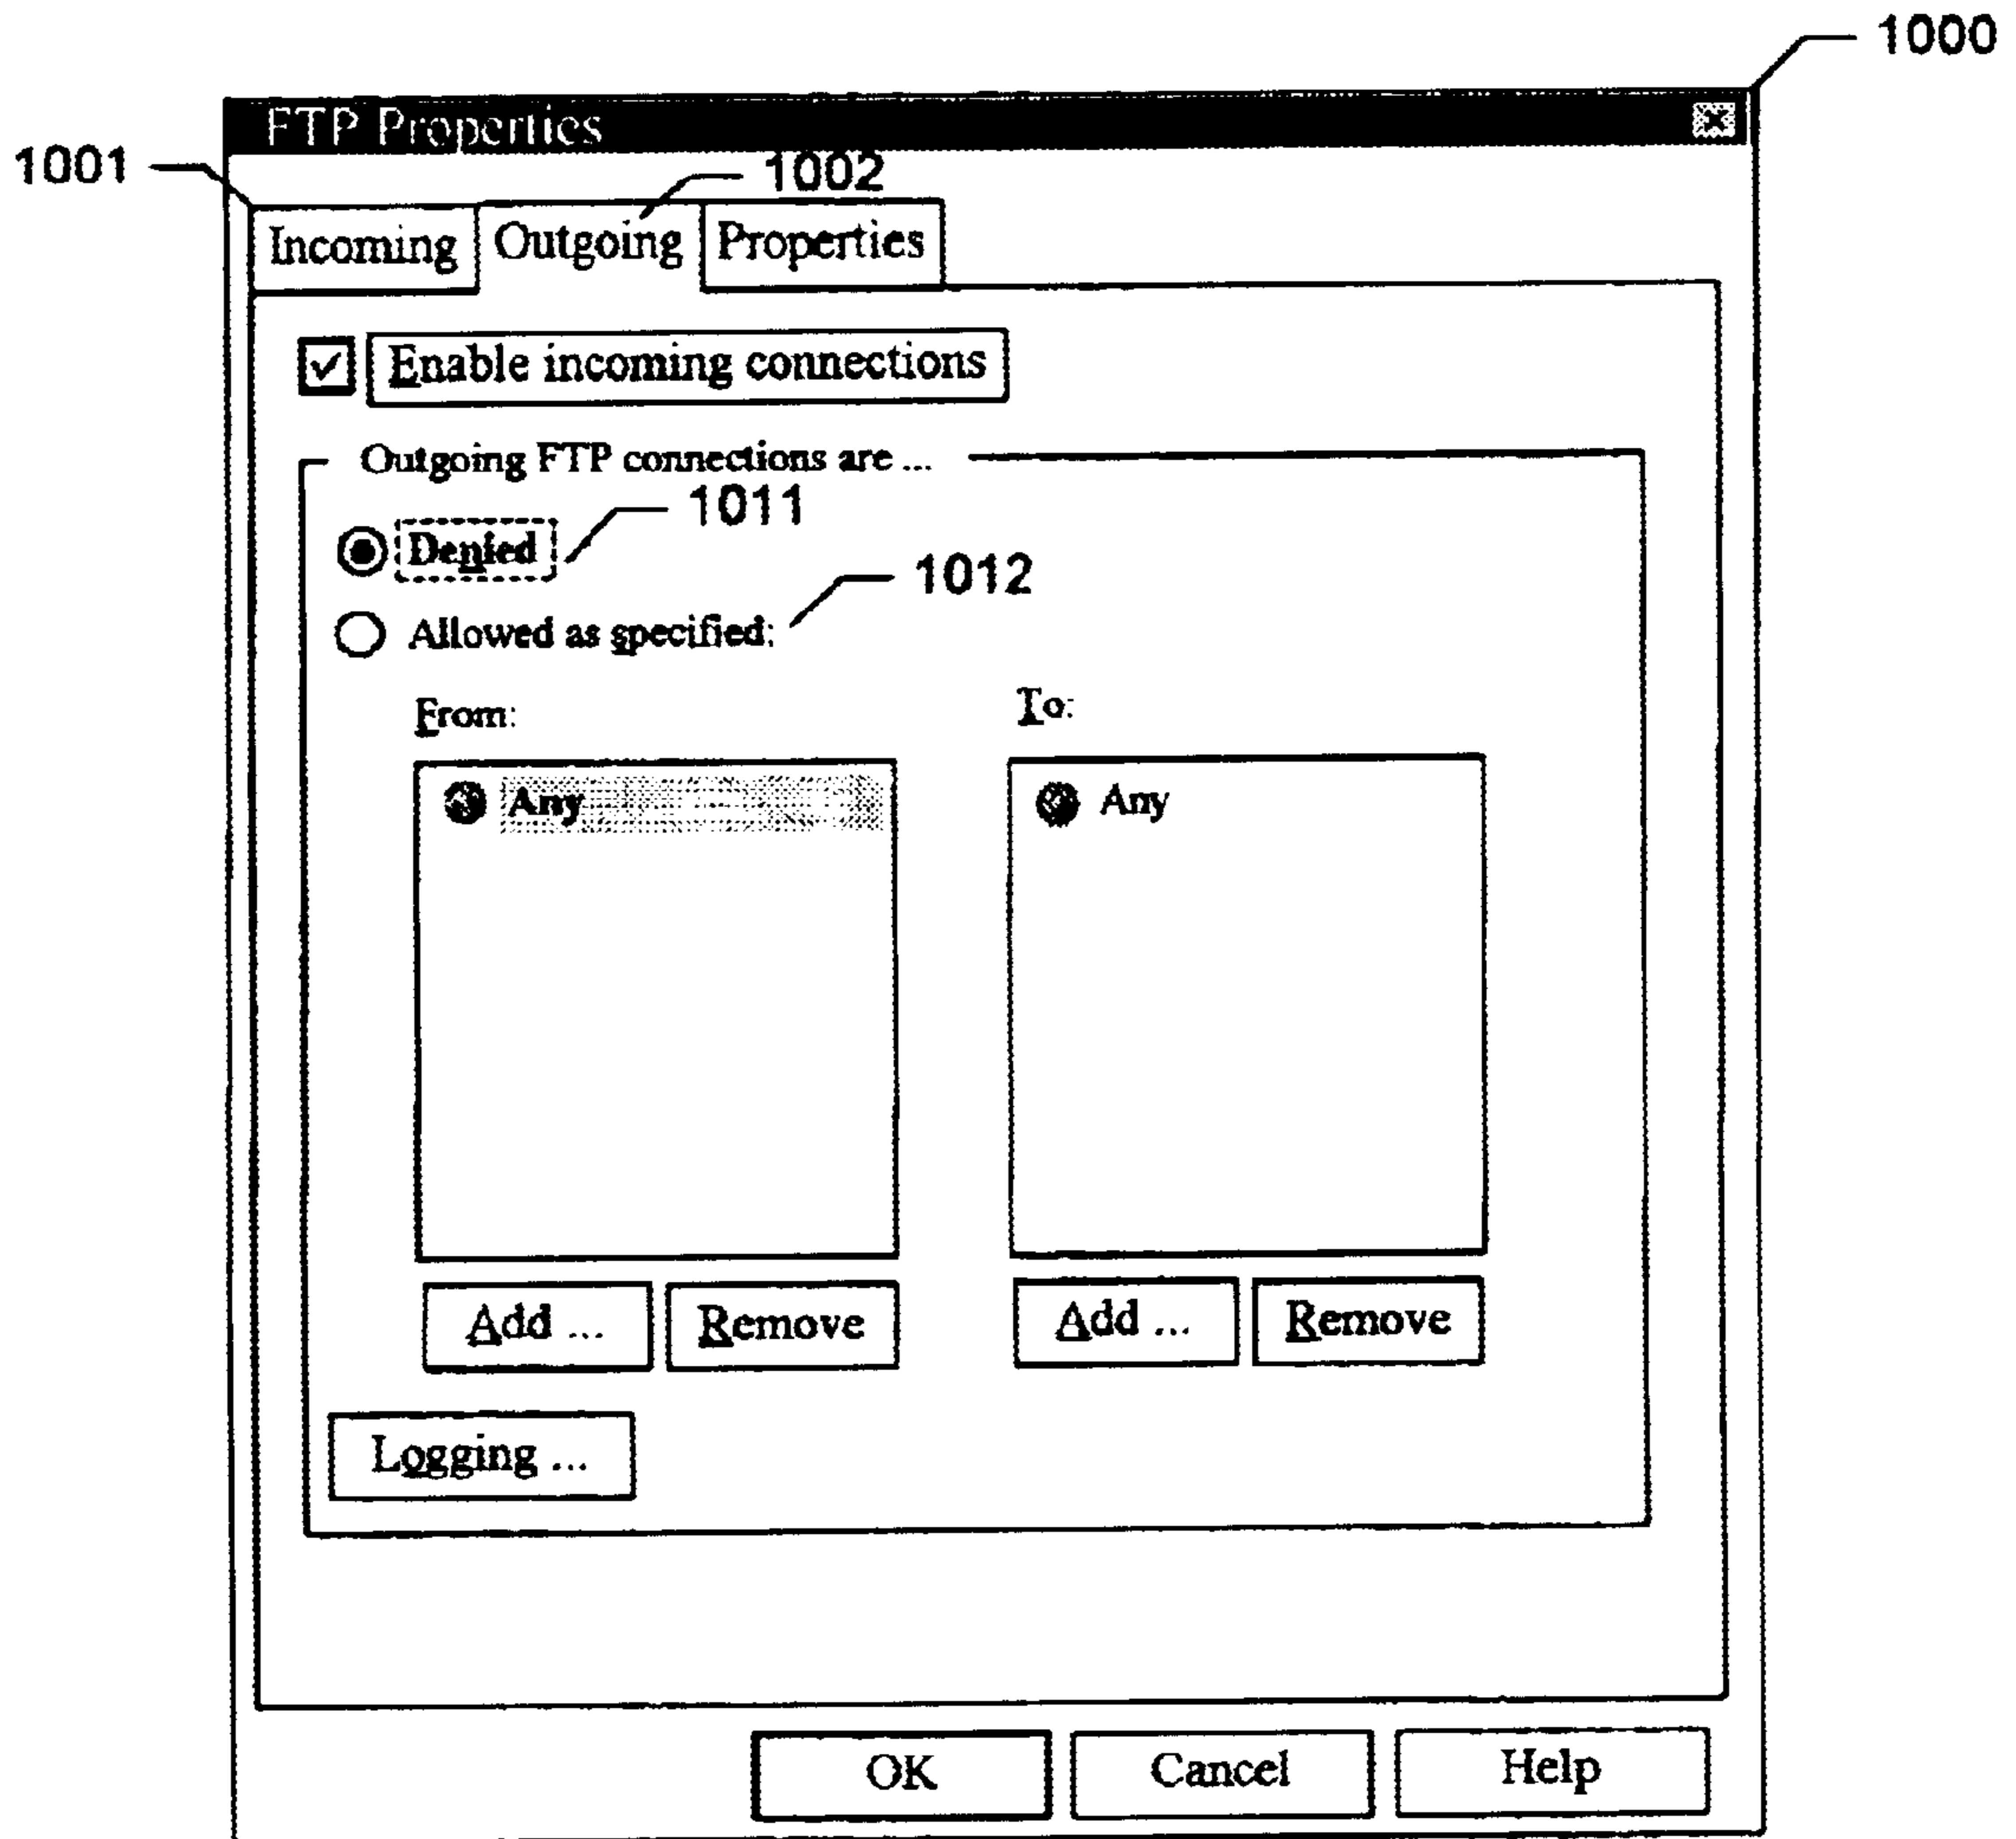 1000
FTP Properties
1001
1002
Incoming Outgoing Properties
Enable incoming connections
Outgoing FTP connections are ...
1011
Denied
1012
Allowed as specified:
From: To:
Any Any
Add ... Remove Add ... Remove
Logging ...
OK Cancel Help